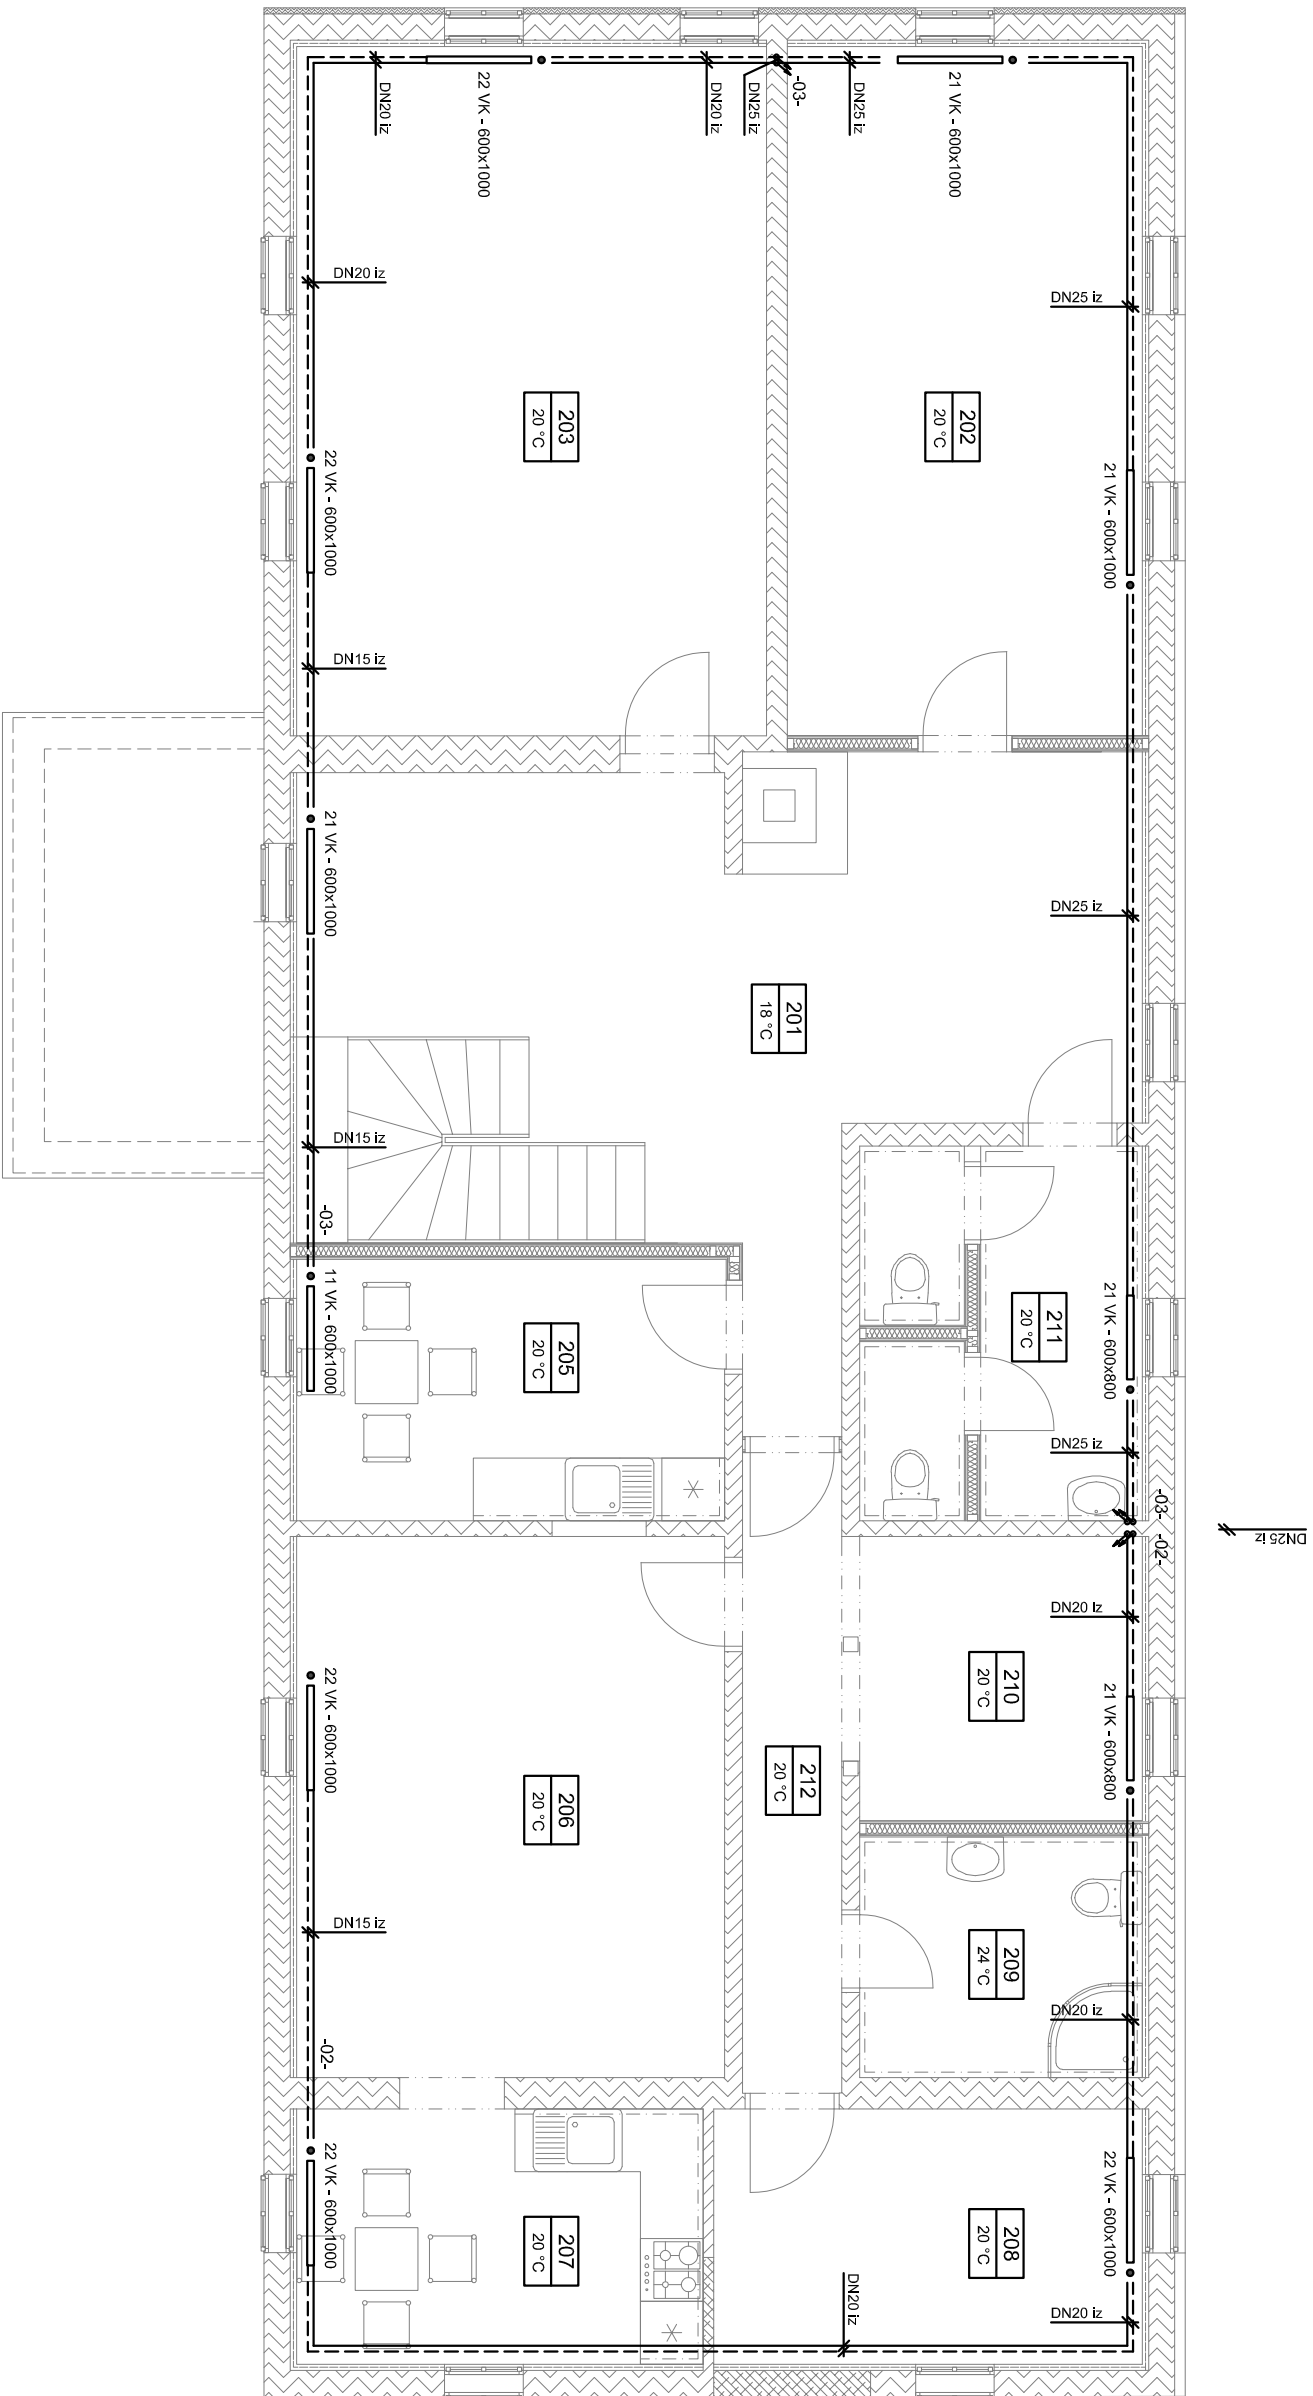 DN20 iz
22 VK - 600x1000
DN20 iz
DN25 iz
-03-
DN25 iz
21 VK - 600x1000
DN20 iz
DN25 iz
203
20 °C
202
20 °C
22 VK - 600x1000
21 VK - 600x1000
DN15 iz
21 VK - 600x1000
DN25 iz
201
18 °C
DN15 iz
-03-
11 VK - 600x1000
205
20 °C
211
20 °C
21 VK - 600x800
DN25 iz
-03-
-02-
DN25 iz
DN20 iz
22 VK - 600x1000
210
20 °C
21 VK - 600x800
206
20 °C
212
20 °C
DN15 iz
209
24 °C
DN20 iz
-02-
22 VK - 600x1000
207
20 °C
208
20 °C
22 VK - 600x1000
DN20 iz
DN20 iz